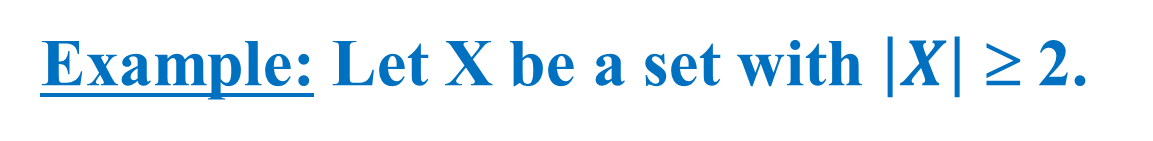 Example: Let X be a set with |X| ≥ 2.